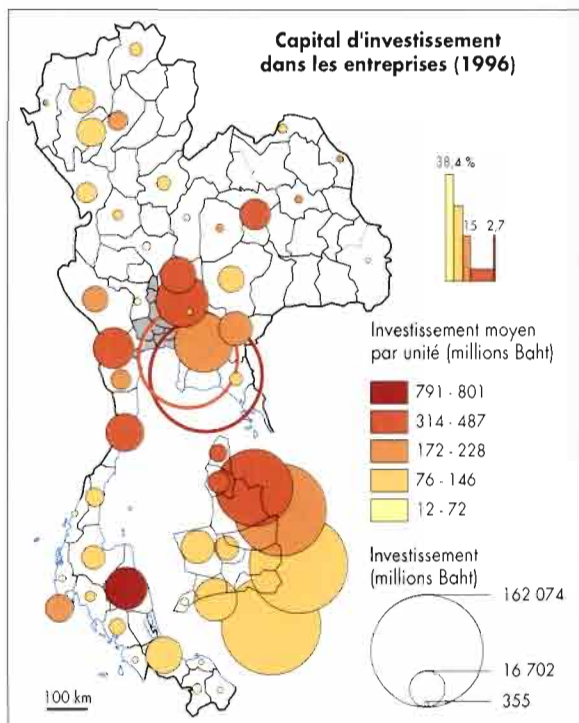 Capital d'investissement
dans les entreprises (1996)
38,4 %
15
2,7
Investissement moyen
par unité (millions Baht)
791 - 801
314 - 487
172 - 228
76 - 146
12 - 72
Investissement
(millions Baht)
162 074
16 702
355
100 km